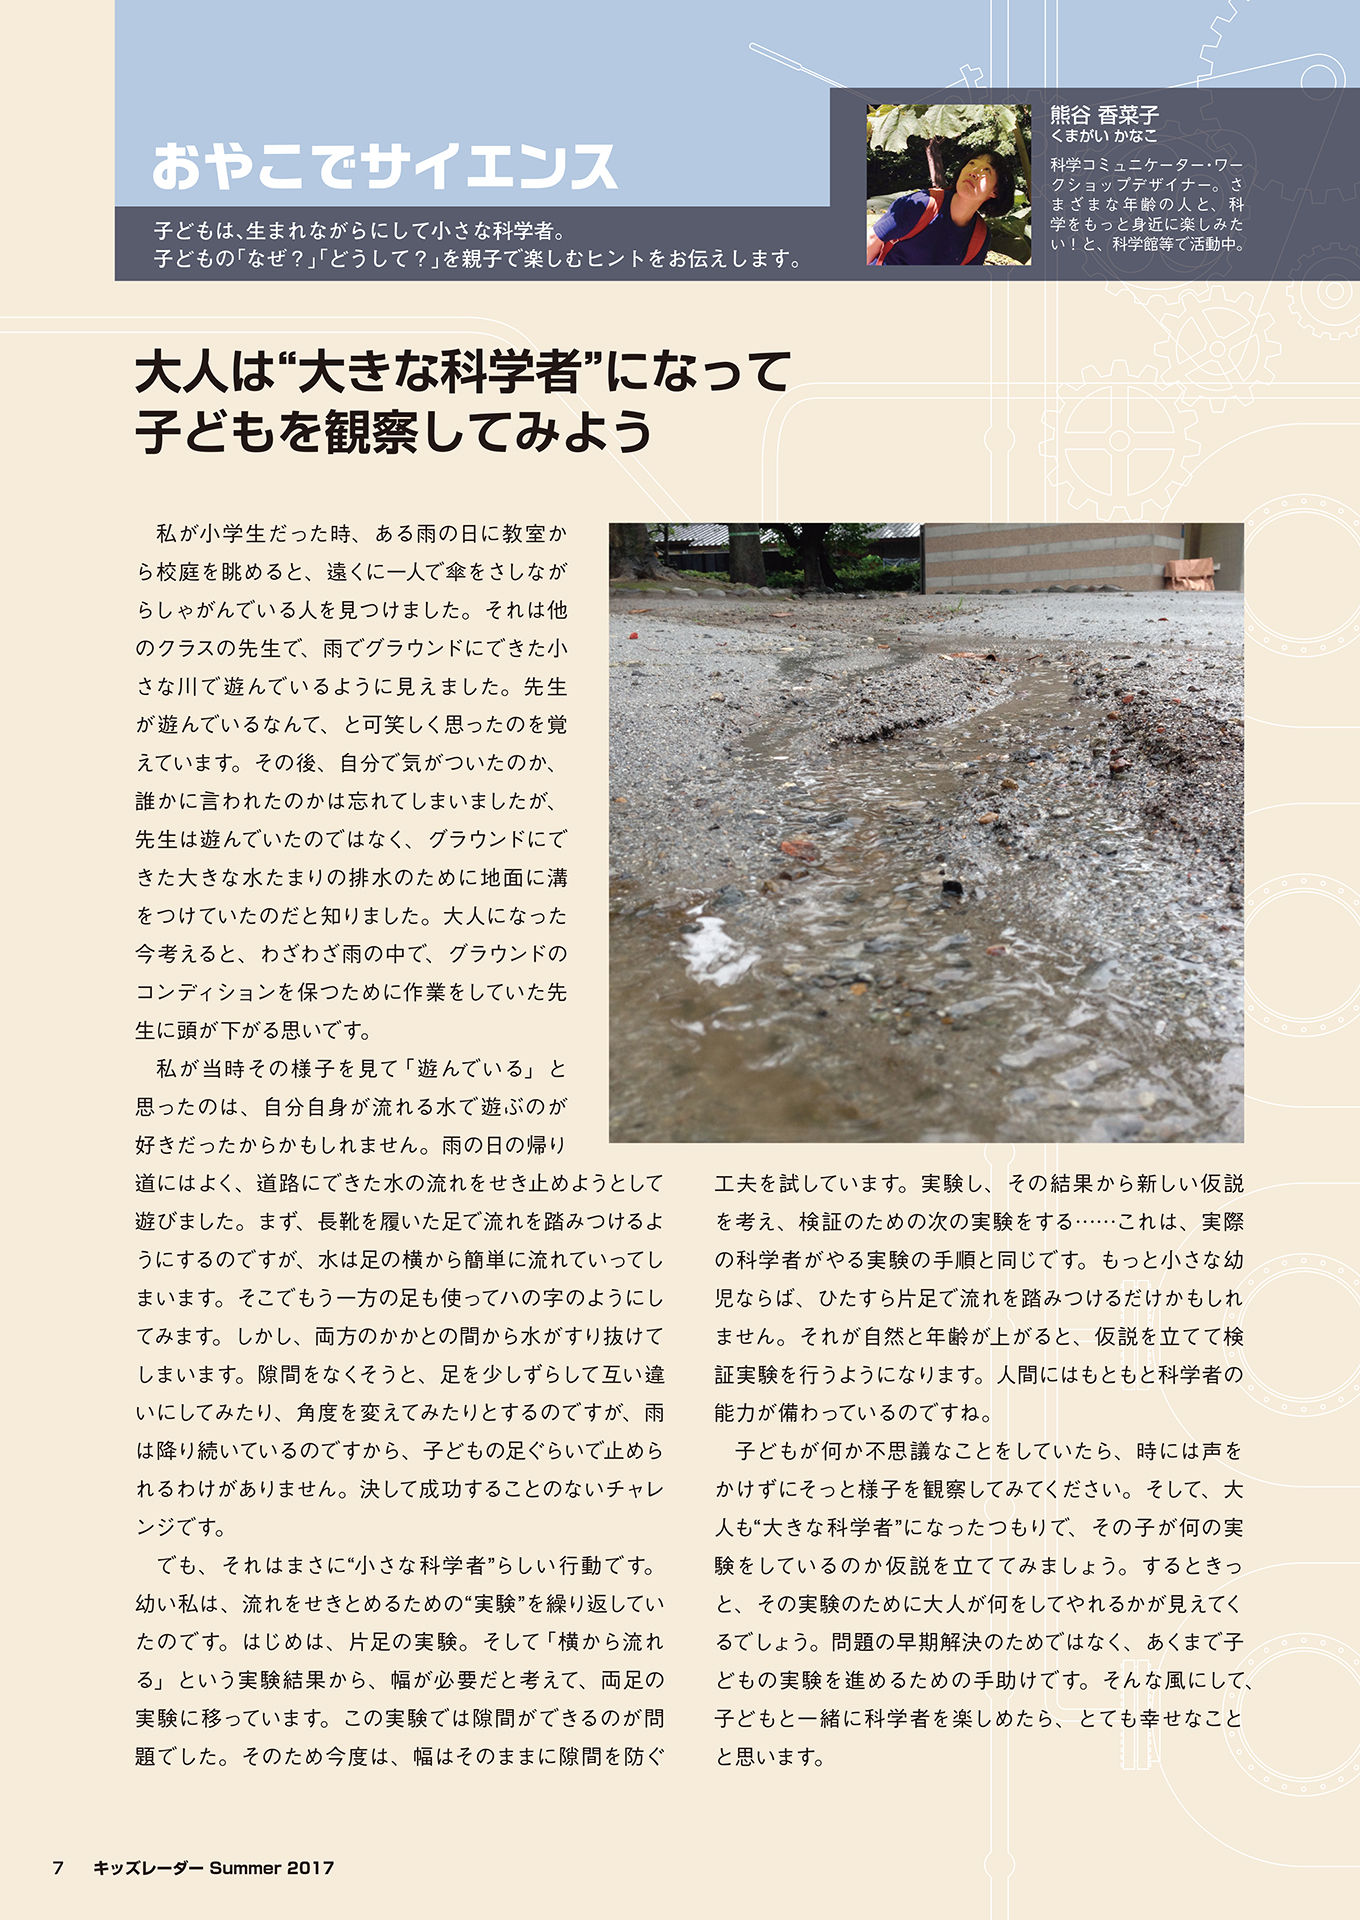 おやこでサイエンス
子どもは、生まれながらにして小さな科学者。
子どもの「なぜ？」「どうして？」を親子で楽しむヒントをお伝えします。
熊谷 香菜子
くまがい かなこ
科学コミュニケーター・ワー
クショップデザイナー。さ
まざまな年齢の人と、科
学をもっと身近に楽しみた
い！と、科学館等で活動中。
大人は“大きな科学者”になって
子どもを観察してみよう
私が小学生だった時、ある雨の日に教室か
ら校庭を眺めると、遠くに一人で傘をさしなが
らしゃがんでいる人を見つけました。それは他
のクラスの先生で、雨でグラウンドにできた小
さな川で遊んでいるように見えました。先生
が遊んでいるなんて、と可笑しく思ったのを覚
えています。その後、自分で気がついたのか、
誰かに言われたのかは忘れてしまいましたが、
先生は遊んでいたのではなく、グラウンドにで
きた大きな水たまりの排水のために地面に溝
をつけていたのだと知りました。大人になった
今考えると、わざわざ雨の中で、グラウンドの
コンディションを保つために作業をしていた先
生に頭が下がる思いです。
私が当時その様子を見て「遊んでいる」と
思ったのは、自分自身が流れる水で遊ぶのが
好きだったからかもしれません。雨の日の帰り
道にはよく、道路にできた水の流れをせき止めようとして
遊びました。まず、長靴を履いた足で流れを踏みつけるよ
うにするのですが、水は足の横から簡単に流れていってし
まいます。そこでもう一方の足も使ってハの字のようにし
てみます。しかし、両方のかかとの間から水がすり抜けて
しまいます。隙間をなくそうと、足を少しずらして互い違
いにしてみたり、角度を変えてみたりとするのですが、雨
は降り続いているのですから、子どもの足ぐらいで止めら
れるわけがありません。決して成功することのないチャレ
ンジです。
でも、それはまさに“小さな科学者”らしい行動です。
幼い私は、流れをせきとめるための“実験”を繰り返してい
たのです。はじめは、片足の実験。そして「横から流れ
る」という実験結果から、幅が必要だと考えて、両足の
実験に移っています。この実験では隙間ができるのが問
題でした。そのため今度は、幅はそのままに隙間を防ぐ
工夫を試しています。実験し、その結果から新しい仮説
を考え、検証のための次の実験をする……これは、実際
の科学者がやる実験の手順と同じです。もっと小さな幼
児ならば、ひたすら片足で流れを踏みつけるだけかもしれ
ません。それが自然と年齢が上がると、仮説を立てて検
証実験を行うようになります。人間にはもともと科学者の
能力が備わっているのですね。
子どもが何か不思議なことをしていたら、時には声を
かけずにそっと様子を観察してみてください。そして、大
人も“大きな科学者”になったつもりで、その子が何の実
験をしているのか仮説を立ててみましょう。するときっ
と、その実験のために大人が何をしてやれるかが見えてく
るでしょう。問題の早期解決のためではなく、あくまで子
どもの実験を進めるための手助けです。そんな風にして、
子どもと一緒に科学者を楽しめたら、とても幸せなこと
と思います。
7 キッズレーダー Summer 2017